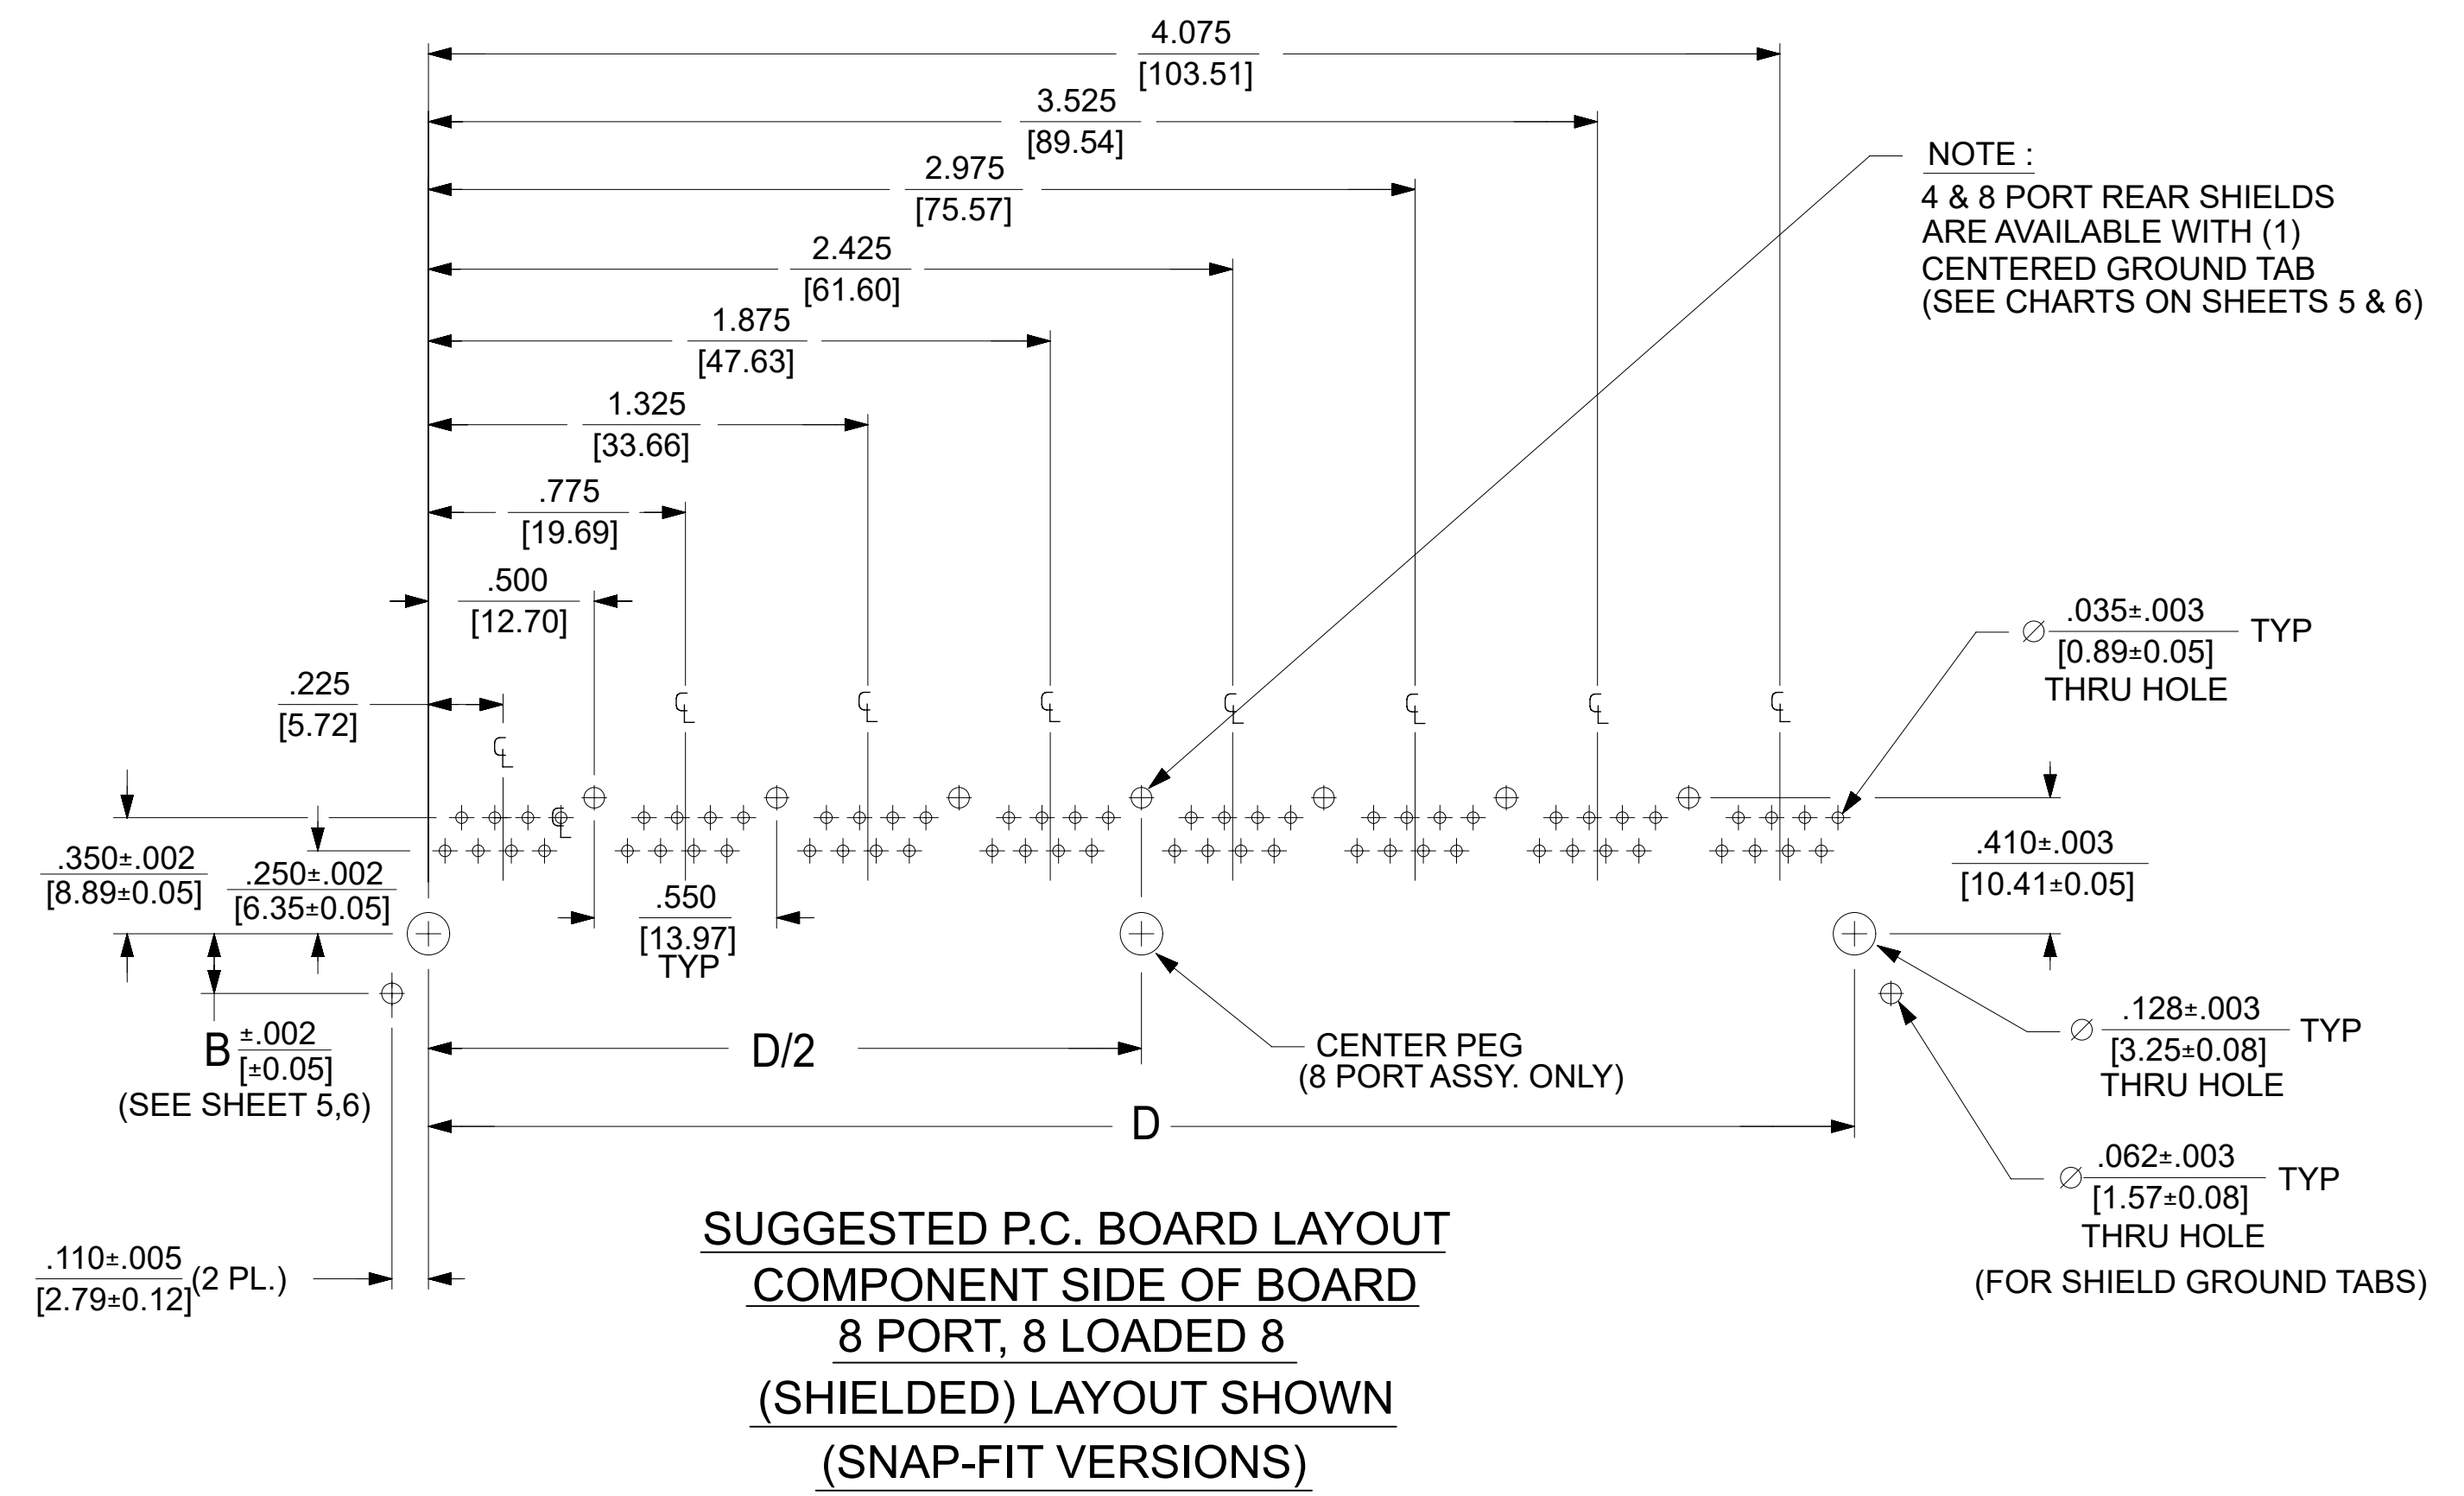 4.075
[103.51]
3.525
[89.54]
NOTE :
4 & 8 PORT REAR SHIELDS
ARE AVAILABLE WITH (1)
CENTERED GROUND TAB
(SEE CHARTS ON SHEETS 5 & 6)
2.975
[75.57]
2.425
[61.60]
1.875
[47.63]
1.325
[33.66]
.775
[19.69]
.500
[12.70]
.035±.003
[0.89±0.05]
TYP
THRU HOLE
.225
[5.72]
.350±.002
[8.89±0.05]
.250±.002
[6.35±0.05]
.550
[13.97]
TYP
.410±.003
[10.41±0.05]
B ±.002
[±0.05]
(SEE SHEET 5,6)
D/2
CENTER PEG
(8 PORT ASSY. ONLY)
.128±.003
[3.25±0.08]
TYP
THRU HOLE
D
.062±.003
[1.57±0.08]
TYP
THRU HOLE
(FOR SHIELD GROUND TABS)
.110±.005
[2.79±0.12]
(2 PL.)
SUGGESTED P.C. BOARD LAYOUT
COMPONENT SIDE OF BOARD
8 PORT, 8 LOADED 8
(SHIELDED) LAYOUT SHOWN
(SNAP-FIT VERSIONS)